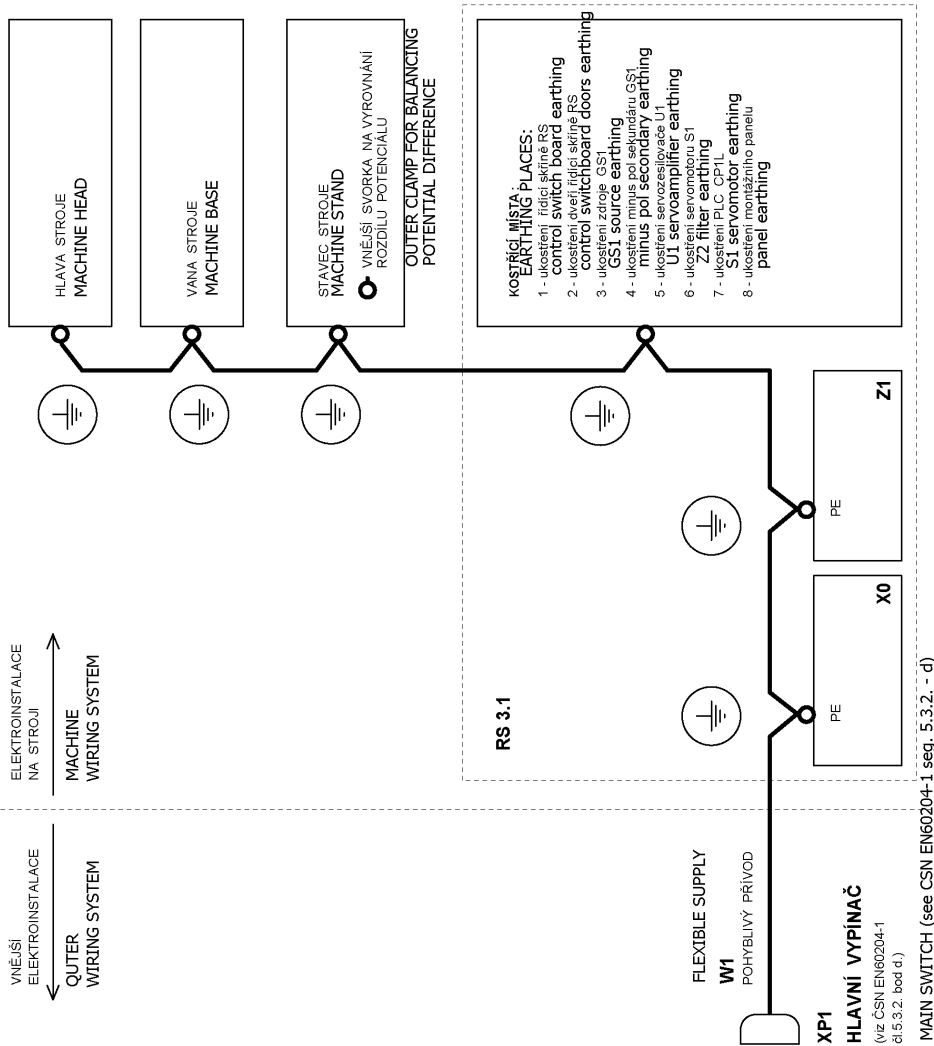 HLAVA STROJE
MACHINE HEAD
VANA STROJE
MACHINE BASE
STAVEC STROJE
MACHINE STAND
VNĚJŠÍ SVORKA NA VYROVNÁNÍ
ROZDÍLU POTENCIÁLU
OUTER CLAMP FOR BALANCING
POTENTIAL DIFFERENCE
KOSTŘÍCÍ MÍSTA :
EARTHING PLACES:
1 - ukostření řídící skříně RS
control switch board earthing
2 - ukostření dveří řídící skříně RS
control switchboard doors earthing
3 - ukostření zdroje GS1
GS1 source earthing
4 - ukostření minus pol sekundáru GS1
minus pol secondary earthing
5 - ukostření servozesilovače U1
U1 servoamplifier earthing
6 - ukostření servomotoru S1
Z2 filter earthing
7 - ukostření PLC CP1L
S1 servomotor earthing
8 - ukostření montážního panelu
panel earthing
Z1
PE
X0
PE
RS 3.1
ELEKTROINSTALACE
NA STROJI
MACHINE
WIRING SYSTEM
VNĚJŠÍ
ELEKTROINSTALACE
QUTER
WIRING SYSTEM
FLEXIBLE SUPPLY
W1
POHYBLIVÝ PŘÍVOD
XP1
HLAVNÍ VYPÍNAČ
(viz ČSN EN60204-1
čl.5.3.2. bod d.)
MAIN SWITCH (see CSN EN60204-1 seg. 5.3.2. - d)